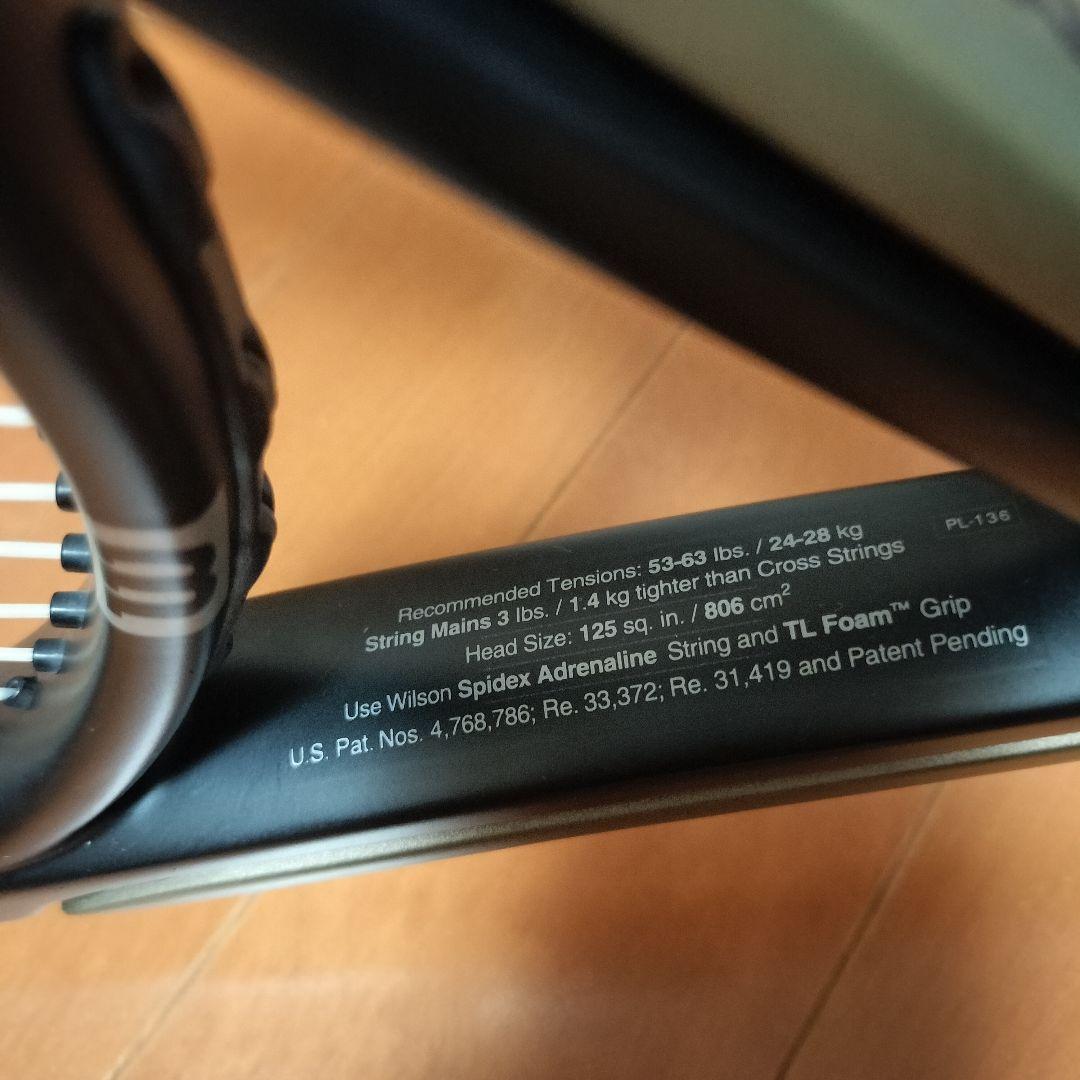 PL-136
Recommended Tensions: 53-63 lbs. / 24-28 kg
String Mains 3 lbs. / 1.4 kg tighter than Cross Strings
Head Size: 125 sq. in. / 806 cm²
Use Wilson Spidex Adrenaline String and TL Foam™ Grip
U.S. Pat. Nos. 4,768,786; Re. 33,372; Re. 31,419 and Patent Pending